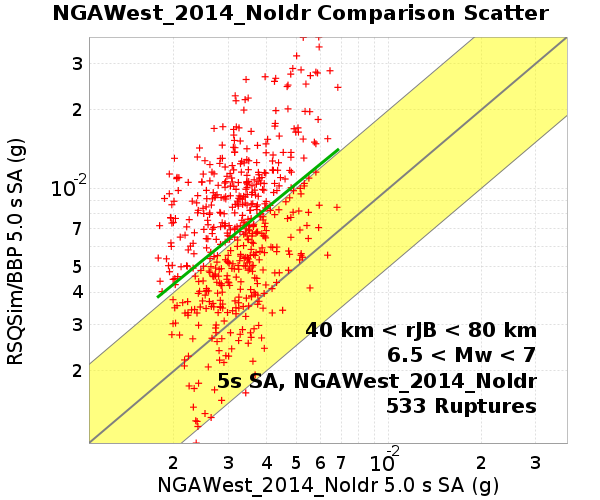 NGAWest_2014_NoIdr Comparison Scatter
RSQSim/BBP 5.0 s SA (g)
3
2
10-2
7
5
4
3
2
40 km < rJB < 80 km
6.5 < Mw < 7
5s SA, NGAWest_2014_NoIdr
533 Ruptures
2 3 4 5 6 7 10-2 2 3
NGAWest_2014_NoIdr 5.0 s SA (g)